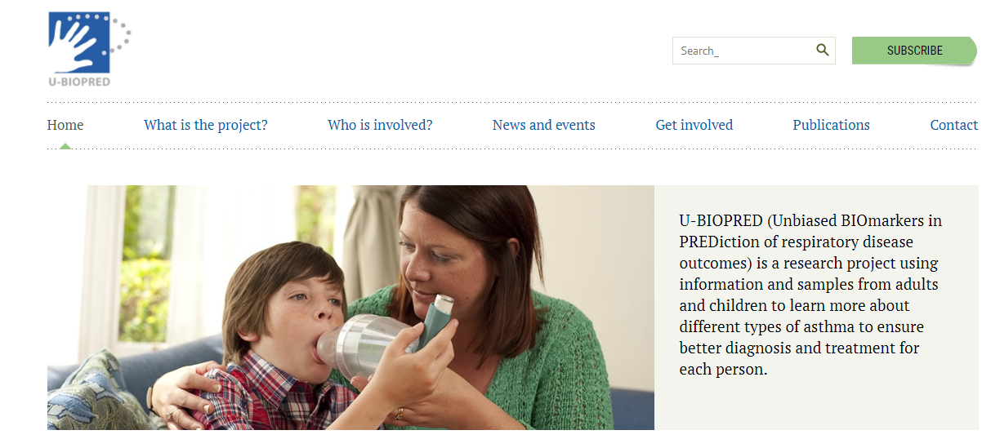 U-BIOPRED
Search_
SUBSCRIBE
Home
What is the project?
Who is involved?
News and events
Get involved
Publications
Contact
U-BIOPRED (Unbiased BIOmarkers in
PREDiction of respiratory disease
outcomes) is a research project using
information and samples from adults
and children to learn more about
different types of asthma to ensure
better diagnosis and treatment for
each person.